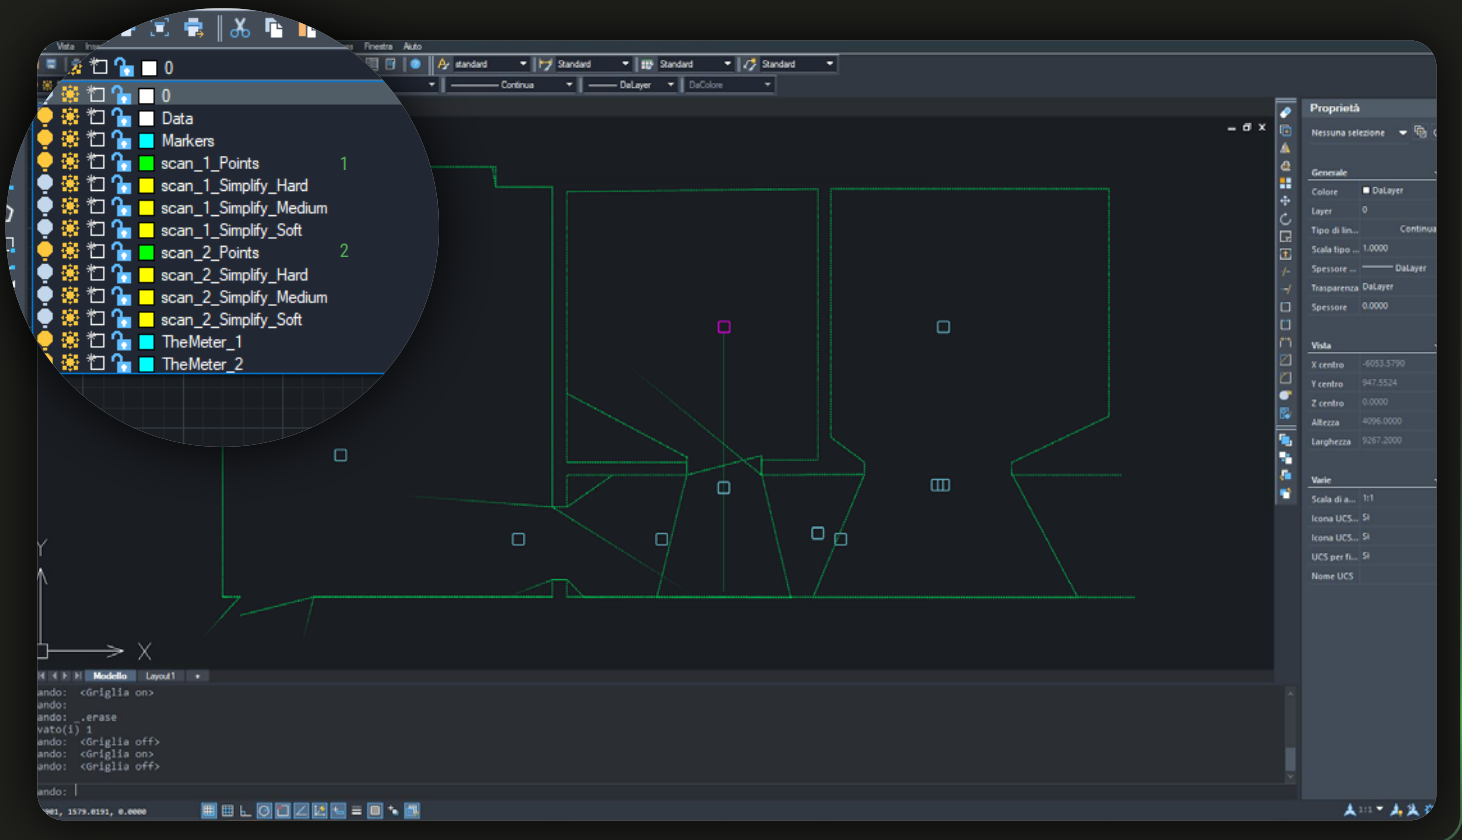 Vista
Finestra Aiuto
0
standard Standard Standard Standard
Continua DaLayer DaColore
0
Data
Markers
scan_1_Points 1
scan_1_Simplify_Hard
scan_1_Simplify_Medium
scan_1_Simplify_Soft
scan_2_Points 2
scan_2_Simplify_Hard
scan_2_Simplify_Medium
scan_2_Simplify_Soft
TheMeter_1
TheMeter_2
Proprietà
Nessuna selezione
Generale
Colore DaLayer
Layer 0
Tipo di lin... Continua
Scala tipo ... 1.0000
Spessore ... DaLayer
Trasparenza DaLayer
Spessore 0.0000
Vista
X centro -6053.5790
Y centro 947.5524
Z centro 0.0000
Altezza 4096.0000
Larghezza 9267.2000
Varie
Scala di a... 1:1
Icona UCS... Sì
Icona UCS... Sì
UCS per fi... Sì
Nome UCS
Y
X
Modello Layout1 +
ando: <Griglia on>
ando:
ando: _.erase
vato(i) 1
ando: <Griglia off>
ando: <Griglia on>
ando: <Griglia off>
ando:
1579.0191, 0.0000
1:1